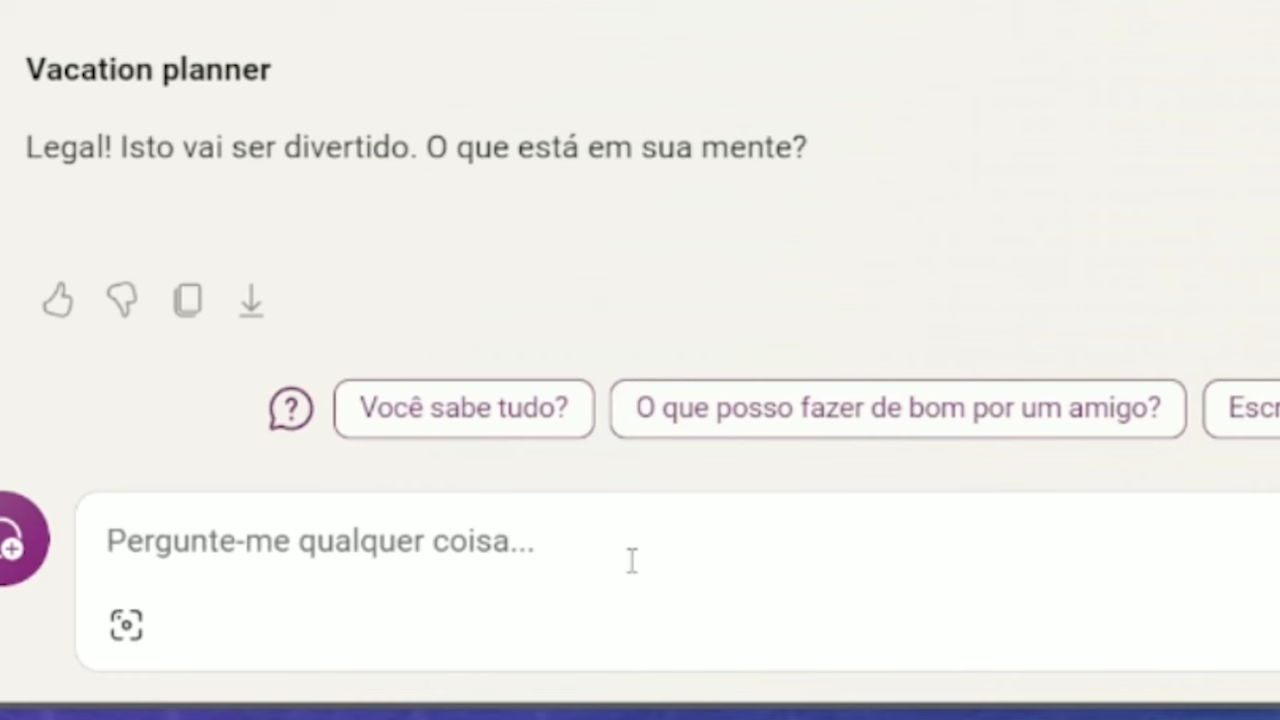 Vacation planner
Legal! Isto vai ser divertido. O que está em sua mente?
Você sabe tudo?
O que posso fazer de bom por um amigo?
Escr
Pergunte-me qualquer coisa...